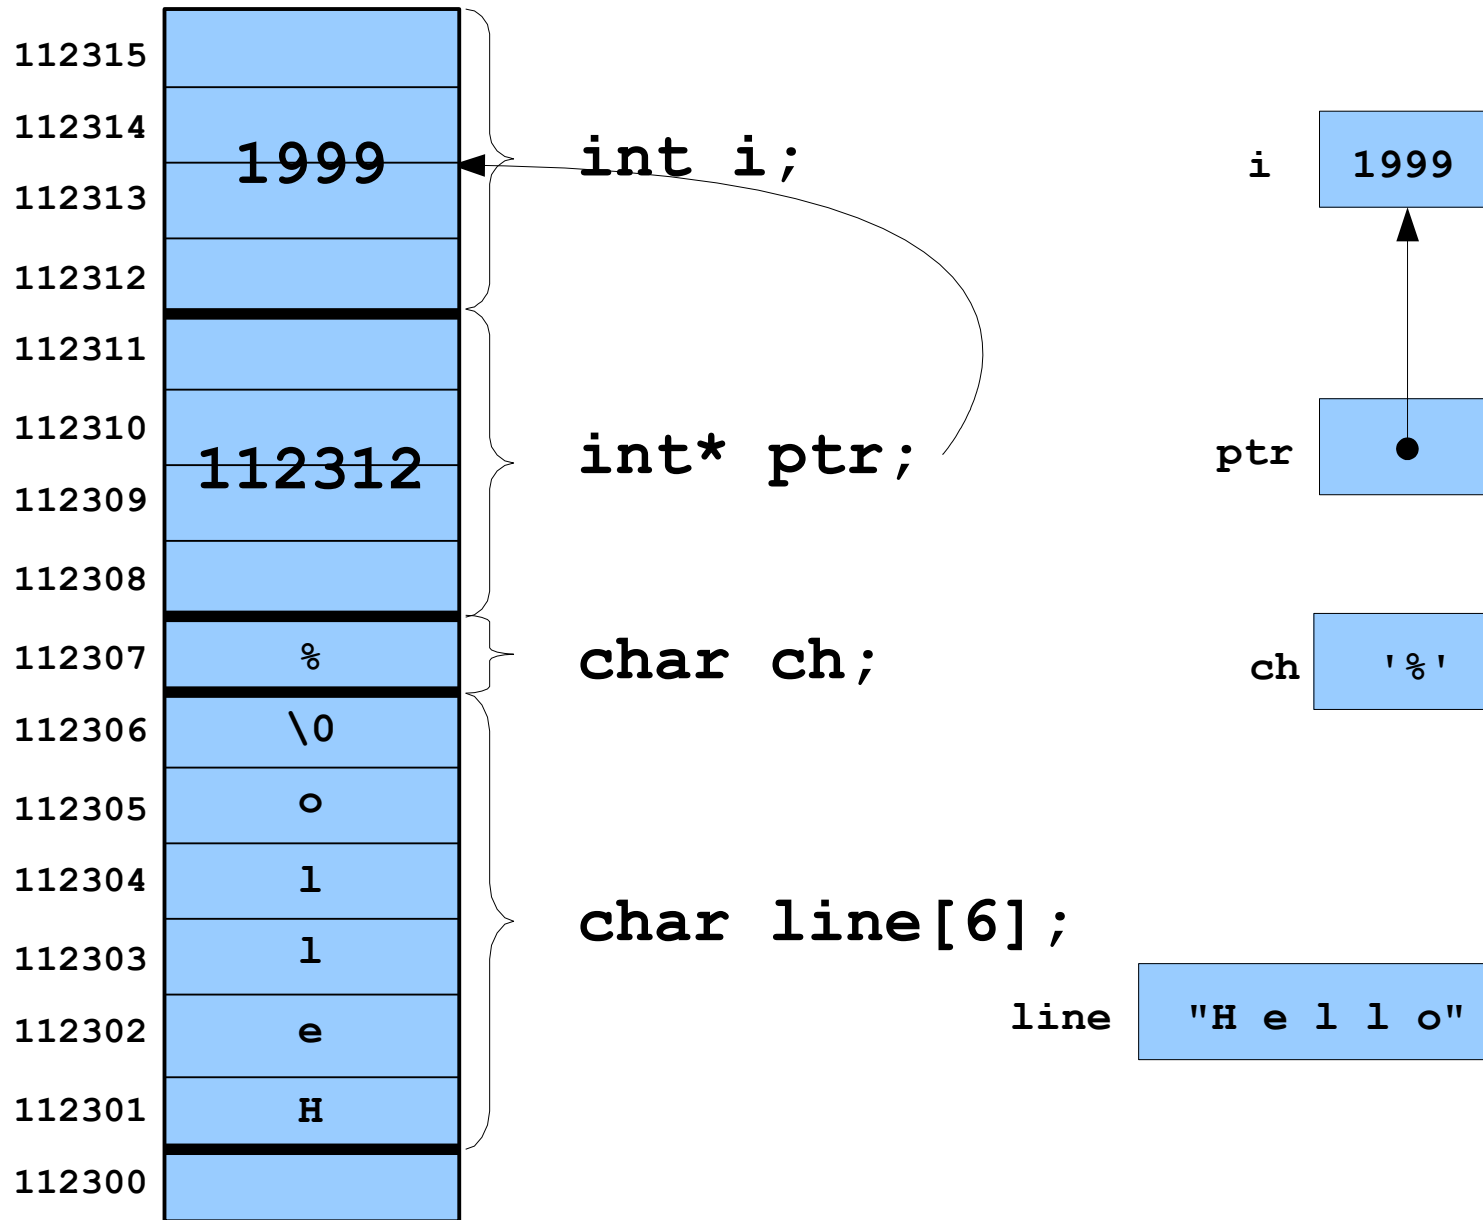 112315
112314
1999
int i;
i
1999
112313
112312
112311
112310
112312
int* ptr;
ptr
112309
112308
112307
%
char ch;
ch
'%'
112306
\0
112305
o
112304
l
char line[6];
112303
l
line
"H e l l o"
112302
e
112301
H
112300